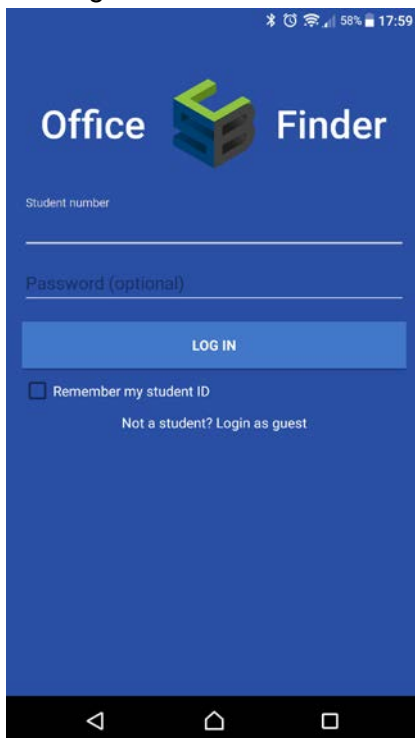 58% 17:59
Office Finder
Student number
Password (optional)
LOG IN
Remember my student ID
Not a student? Login as guest